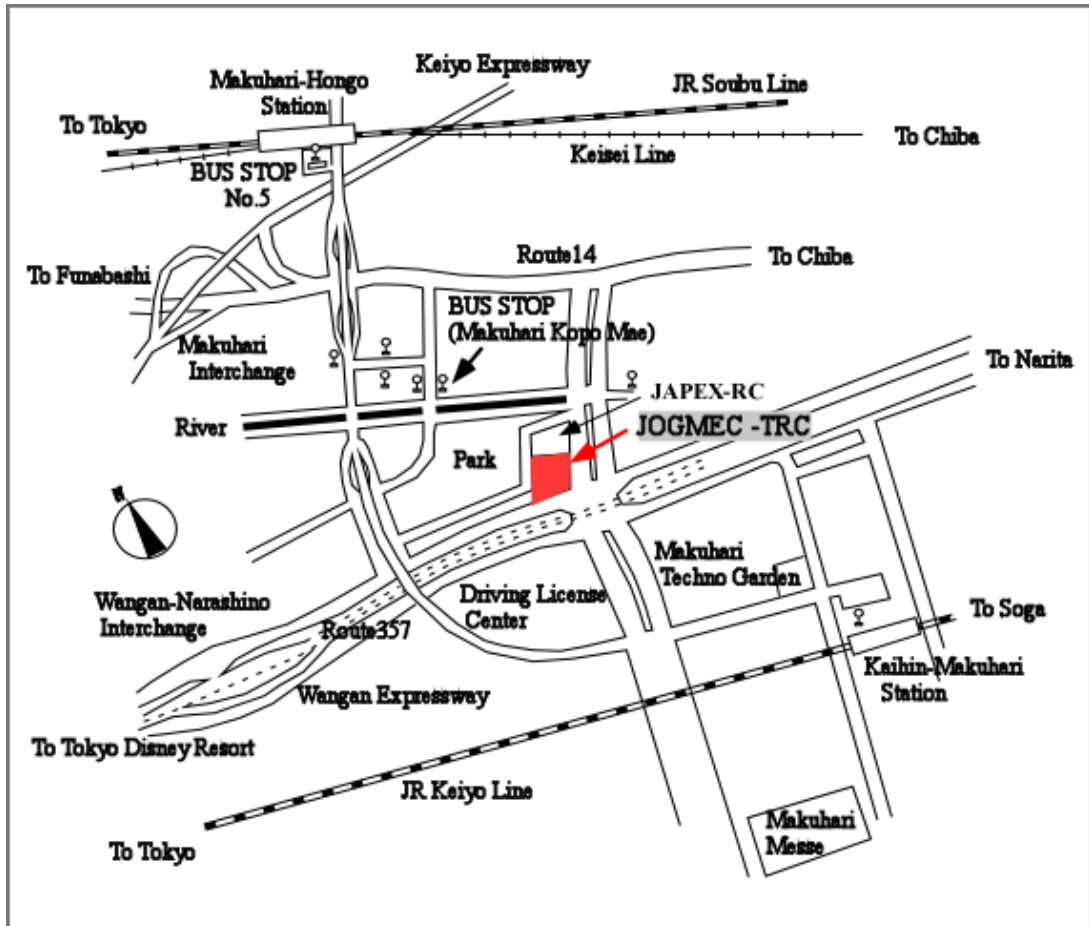 Keiyo Expressway
Makuhari-Hongo
Station
JR Soubu Line
To Tokyo
To Chiba
Keisei Line
BUS STOP
No.5
Route14
To Chiba
To Funabashi
BUS STOP
(Makuhari Kopo Mae)
Makuhari
Interchange
To Narita
JAPEX-RC
JOGMEC -TRC
River
Park
N
Makuhari
Techno Garden
Driving License
Center
Wangan-Narashino
Interchange
To Soga
Route357
Kaihin-Makuhari
Station
Wangan Expressway
To Tokyo Disney Resort
JR Keiyo Line
Makuhari
Messe
To Tokyo